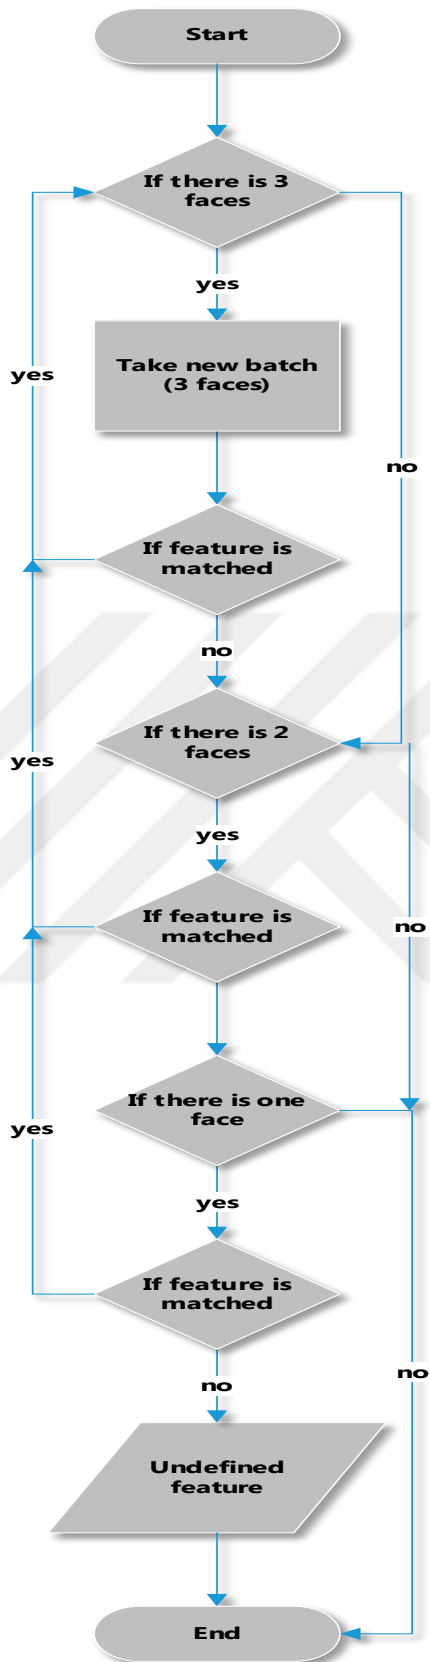 Start
If there is 3
faces
yes
Take new batch
(3 faces)
yes
no
If feature is
matched
no
If there is 2
faces
yes
yes
If feature is
matched
no
If there is one
face
yes
yes
If feature is
matched
no
no
Undefined
feature
End